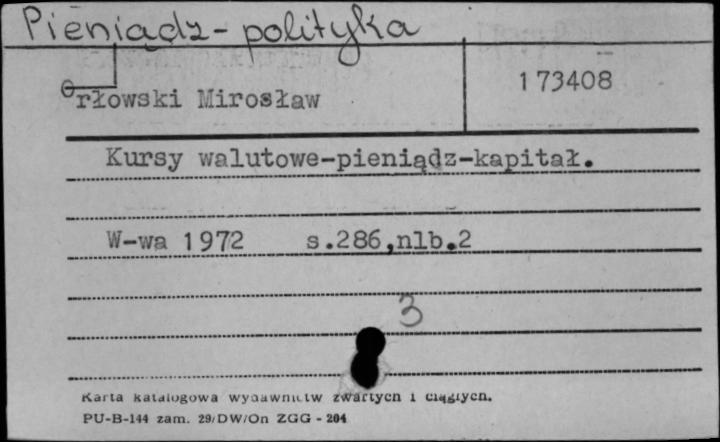 Pieniądz - polityka
173408
Orłowski Mirosław
Kursy walutowe-pieniądz-kapitał.
W-wa 1972 s.286,nlb.2
3
Karta katalogowa wydawnictw zwartych i ciągłych.
PU-B-144 zam. 29/DW/On ZGG - 204